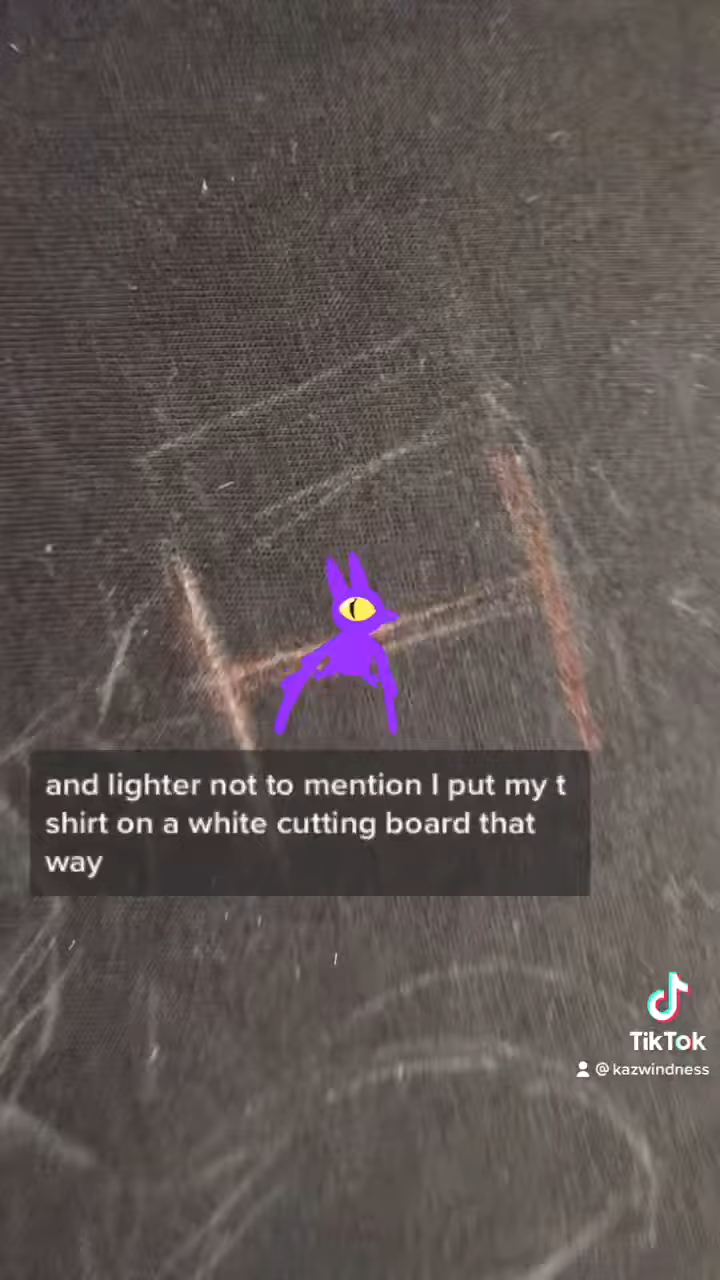 and lighter not to mention I put my t
shirt on a white cutting board that
way
TikTok
@kazwindness